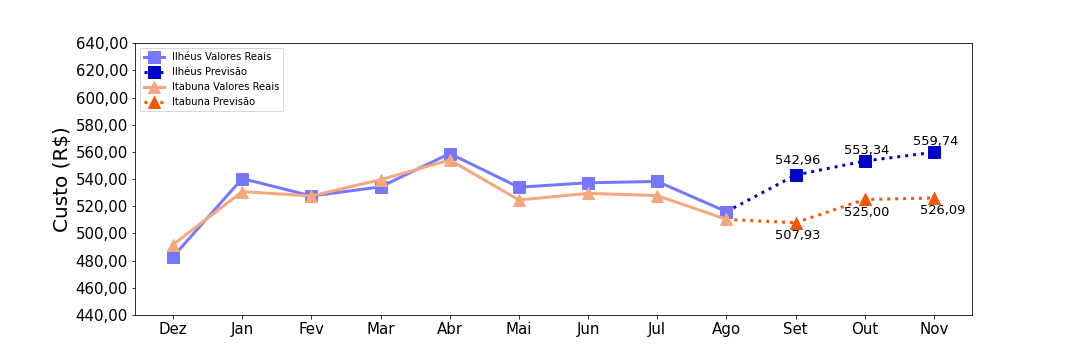 640,00
620,00
600,00
580,00
560,00
540,00
520,00
500,00
480,00
460,00
440,00
Custo (R$)
Ilhéus Valores Reais
Ilhéus Previsão
Itabuna Valores Reais
Itabuna Previsão
542,96
553,34
559,74
507,93
525,00
526,09
Dez Jan Fev Mar Abr Mai Jun Jul Ago Set Out Nov